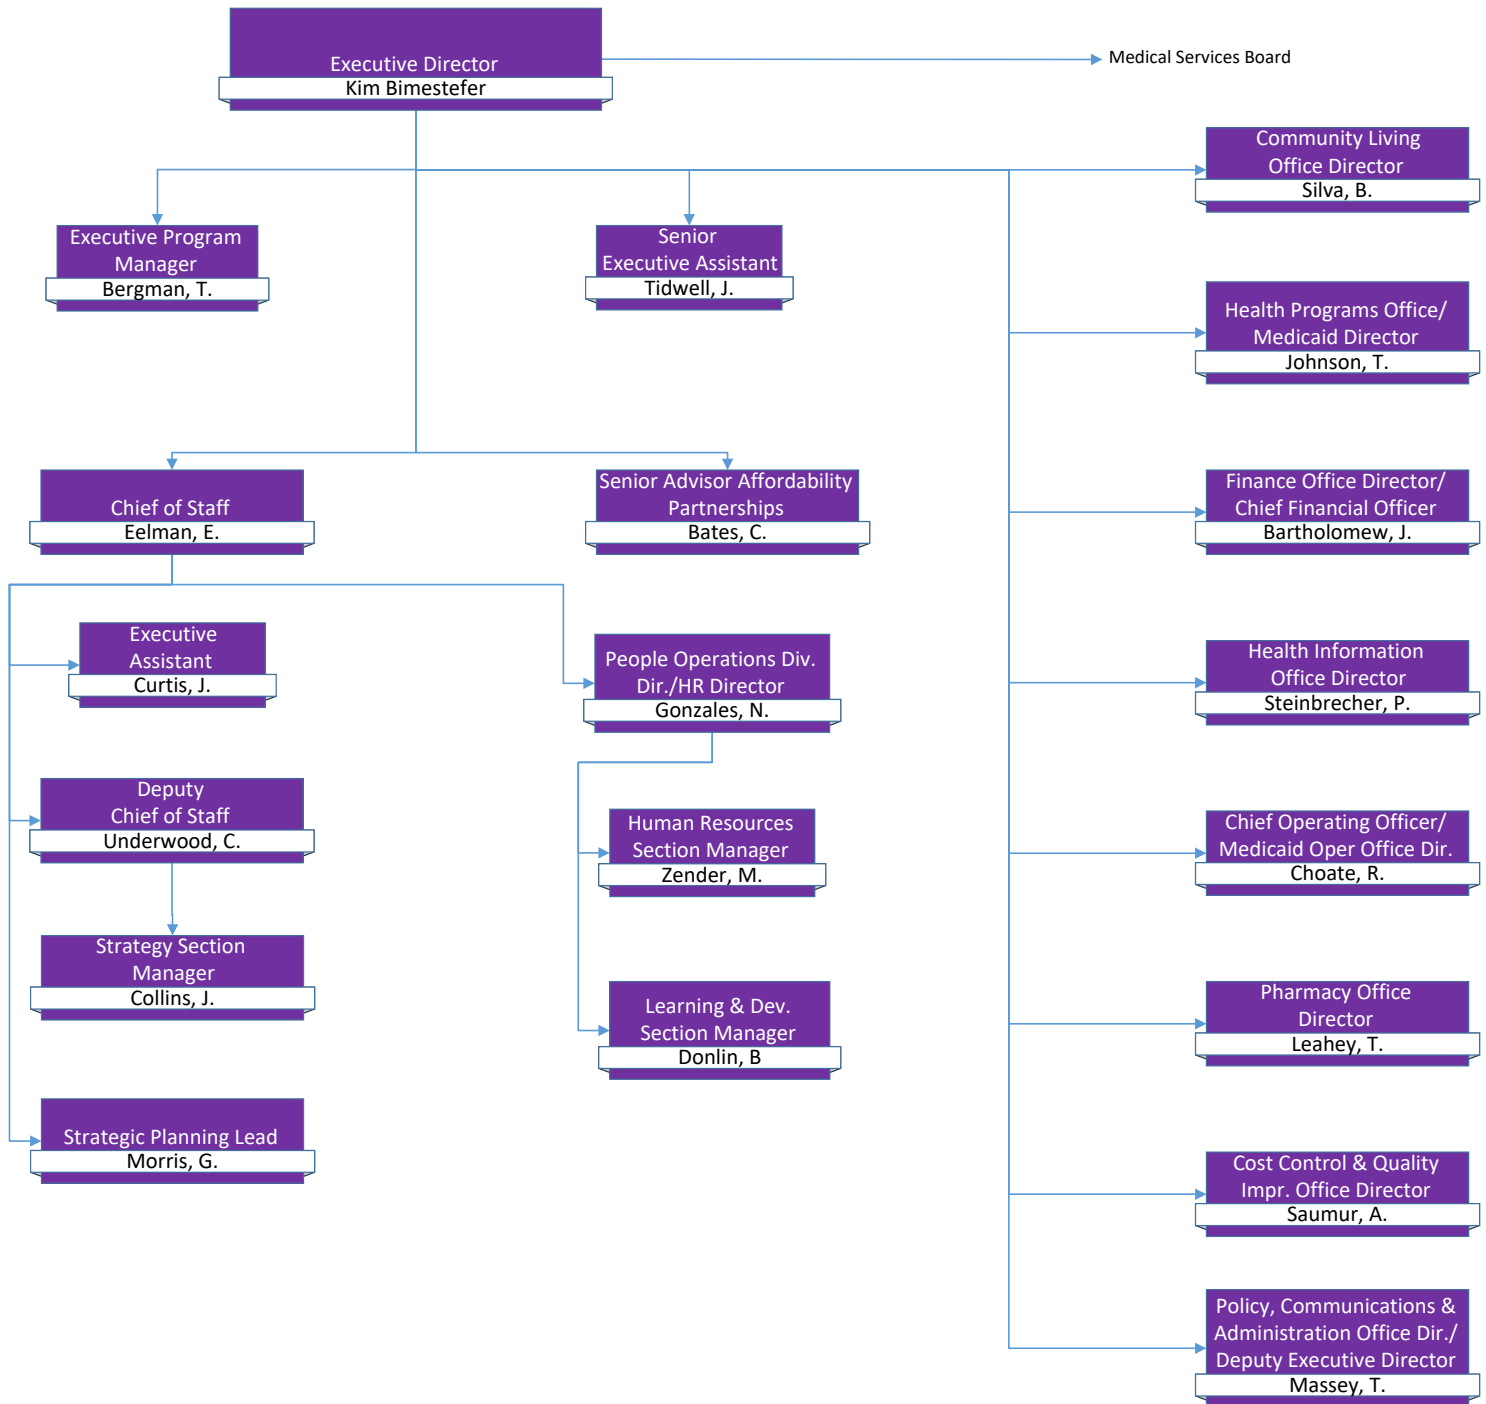 Executive Director
Kim Bimestefer
Medical Services Board
Community Living
Office Director
Silva, B.
Executive Program
Manager
Bergman, T.
Senior
Executive Assistant
Tidwell, J.
Health Programs Office/
Medicaid Director
Johnson, T.
Chief of Staff
Eelman, E.
Senior Advisor Affordability
Partnerships
Bates, C.
Finance Office Director/
Chief Financial Officer
Bartholomew, J.
Executive
Assistant
Curtis, J.
People Operations Div.
Dir./HR Director
Gonzales, N.
Health Information
Office Director
Steinbrecher, P.
Deputy
Chief of Staff
Underwood, C.
Human Resources
Section Manager
Zender, M.
Chief Operating Officer/
Medicaid Oper Office Dir.
Choate, R.
Strategy Section
Manager
Collins, J.
Learning & Dev.
Section Manager
Donlin, B
Pharmacy Office
Director
Leahey, T.
Strategic Planning Lead
Morris, G.
Cost Control & Quality
Impr. Office Director
Saumur, A.
Policy, Communications &
Administration Office Dir./
Deputy Executive Director
Massey, T.